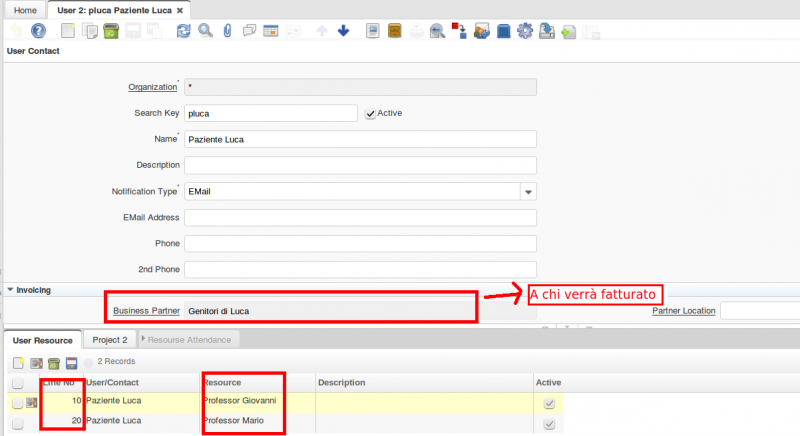 Home
User 2: pluca Paziente Luca
User Contact
Organization* *
Search Key pluca Active
Name* Paziente Luca
Description
Notification Type* EMail
EMail Address
Phone
2nd Phone
Invoicing
Business Partner Genitori di Luca
A chi verrà fatturato
Partner Location
User Resource Project 2 Resourse Attendance
2 Records
Line No User/Contact Resource Description Active
10 Paziente Luca Professor Giovanni
20 Paziente Luca Professor Mario